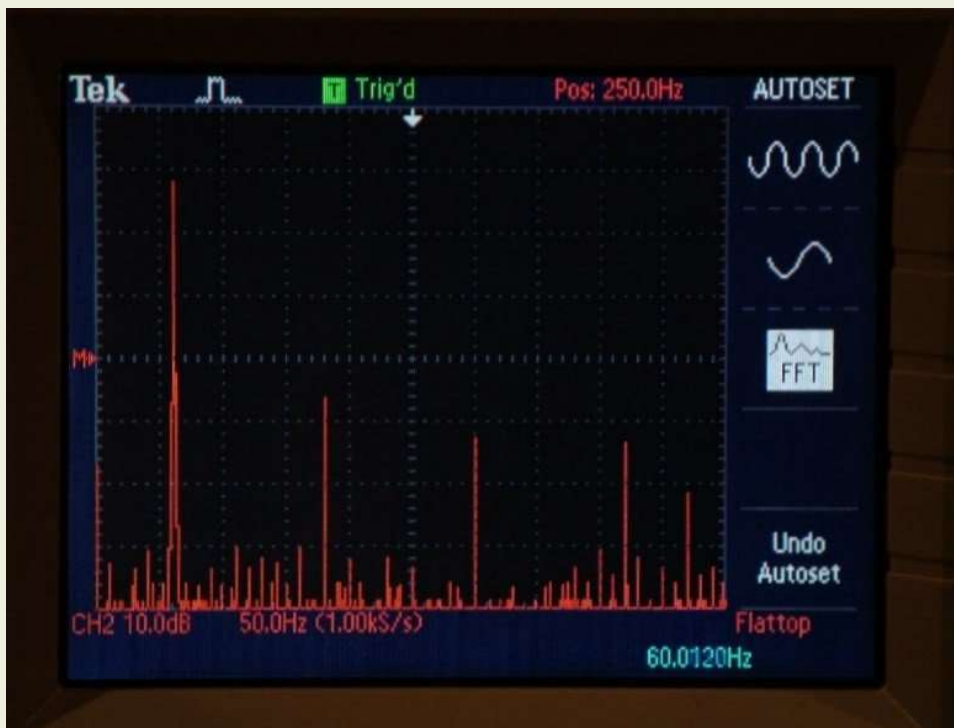 Tek T Trig'd Pos: 250.0Hz AUTOSET
M
FFT
Undo
Autoset
CH2 10.0dB 50.0Hz (1.00kS/s) Flattop
60.0120Hz